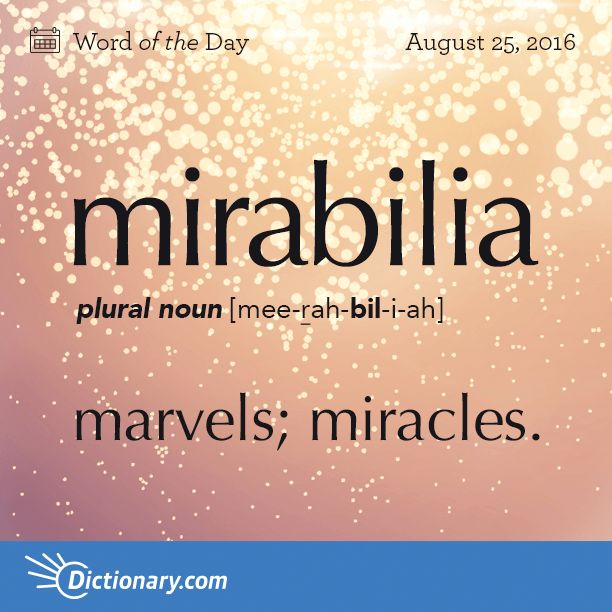 Word of the Day
August 25, 2016
mirabilia
plural noun [mee-rah-bil-i-ah]
marvels; miracles.
Dictionary.com